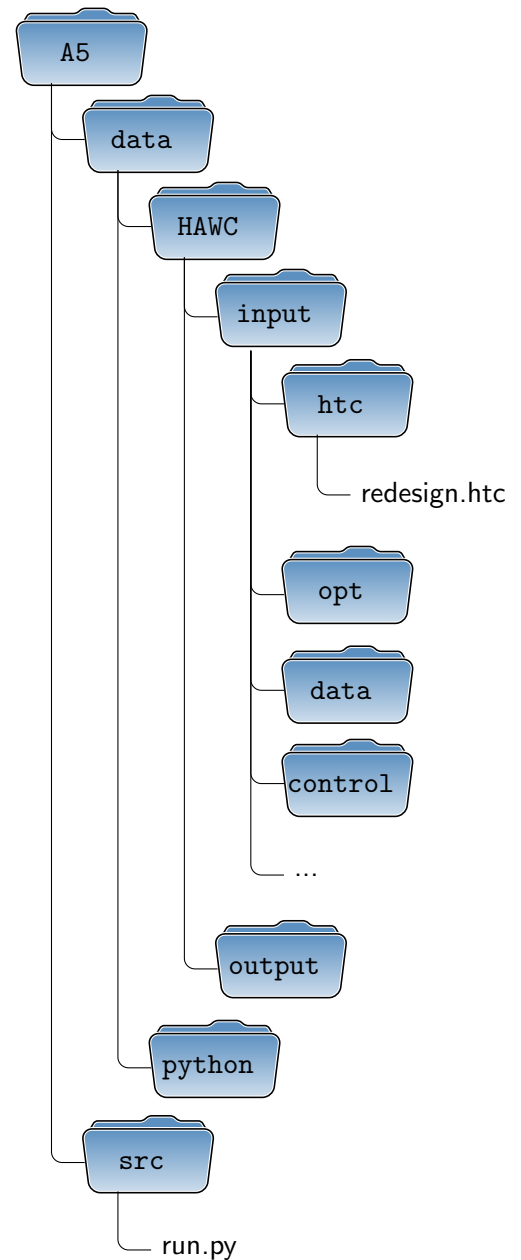 A5
data
HAWC
input
htc
redesign.htc
opt
data
control
...
output
python
src
run.py